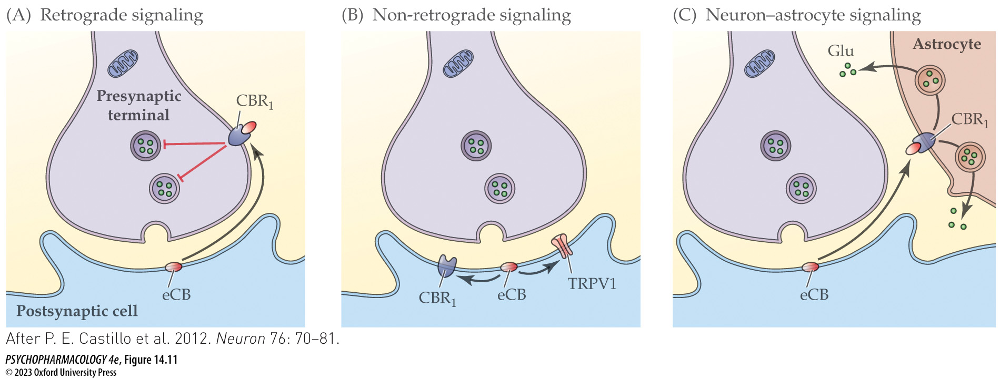 (A) Retrograde signaling
Presynaptic
terminal
CBR1
eCB
Postsynaptic cell
(B) Non-retrograde signaling
CBR1
eCB
TRPV1
(C) Neuron–astrocyte signaling
Astrocyte
Glu
CBR1
eCB
After P. E. Castillo et al. 2012. Neuron 76: 70–81.
PSYCHOPHARMACOLOGY 4e, Figure 14.11
© 2023 Oxford University Press